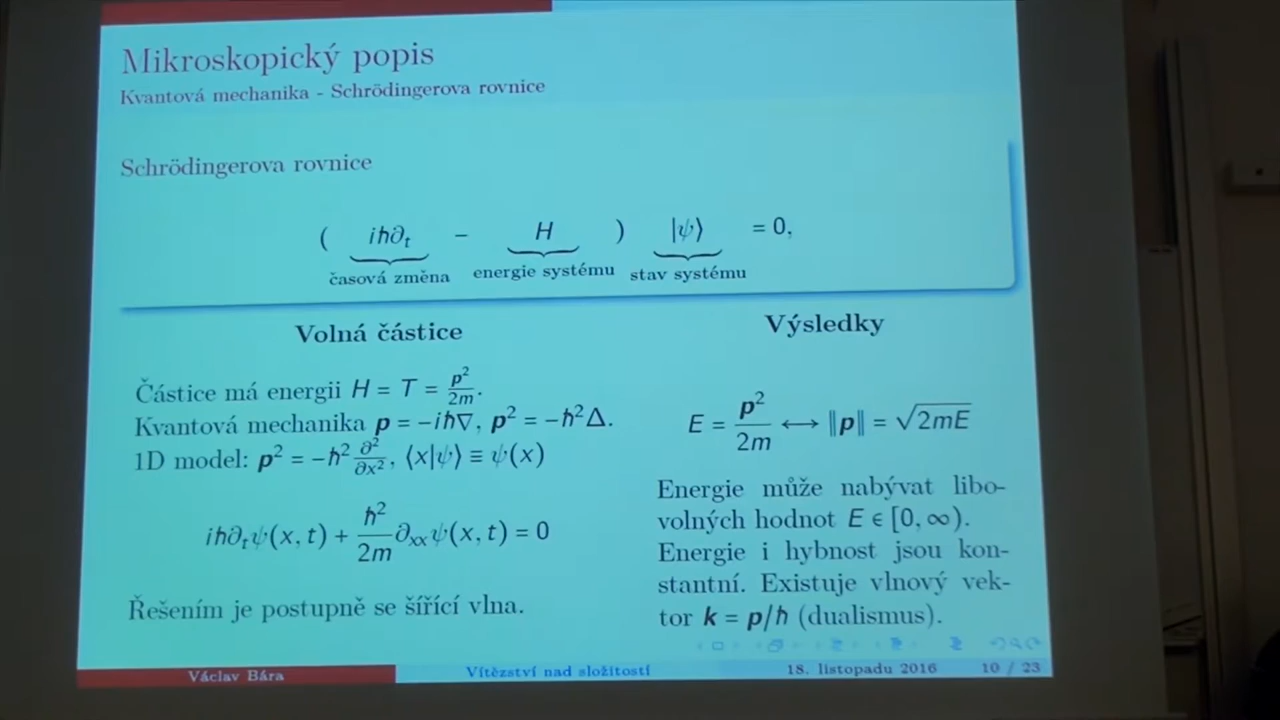 Mikroskopický popis
Kvantová mechanika - Schrödingerova rovnice
Schrödingerova rovnice
( iħ∂ₜ − H ) |ψ⟩ = 0,
časová změna energie systému stav systému
Volná částice
Částice má energii H = T = p²/2m.
Kvantová mechanika p = −iħ∇, p² = −ħ²Δ.
1D model: p² = −ħ² ∂²/∂x², ⟨x|ψ⟩ ≡ ψ(x)
iħ∂ₜψ(x, t) + ħ²/2m ∂ₓₓψ(x, t) = 0
Řešením je postupně se šířící vlna.
Výsledky
E = p²/2m ⟷ ‖p‖ = √2mE
Energie může nabývat libo-
volných hodnot E ∈ [0, ∞).
Energie i hybnost jsou kon-
stantní. Existuje vlnový vek-
tor k = p/ħ (dualismus).
Václav Bára Vítězství nad složitostí 18. listopadu 2016 10 / 23